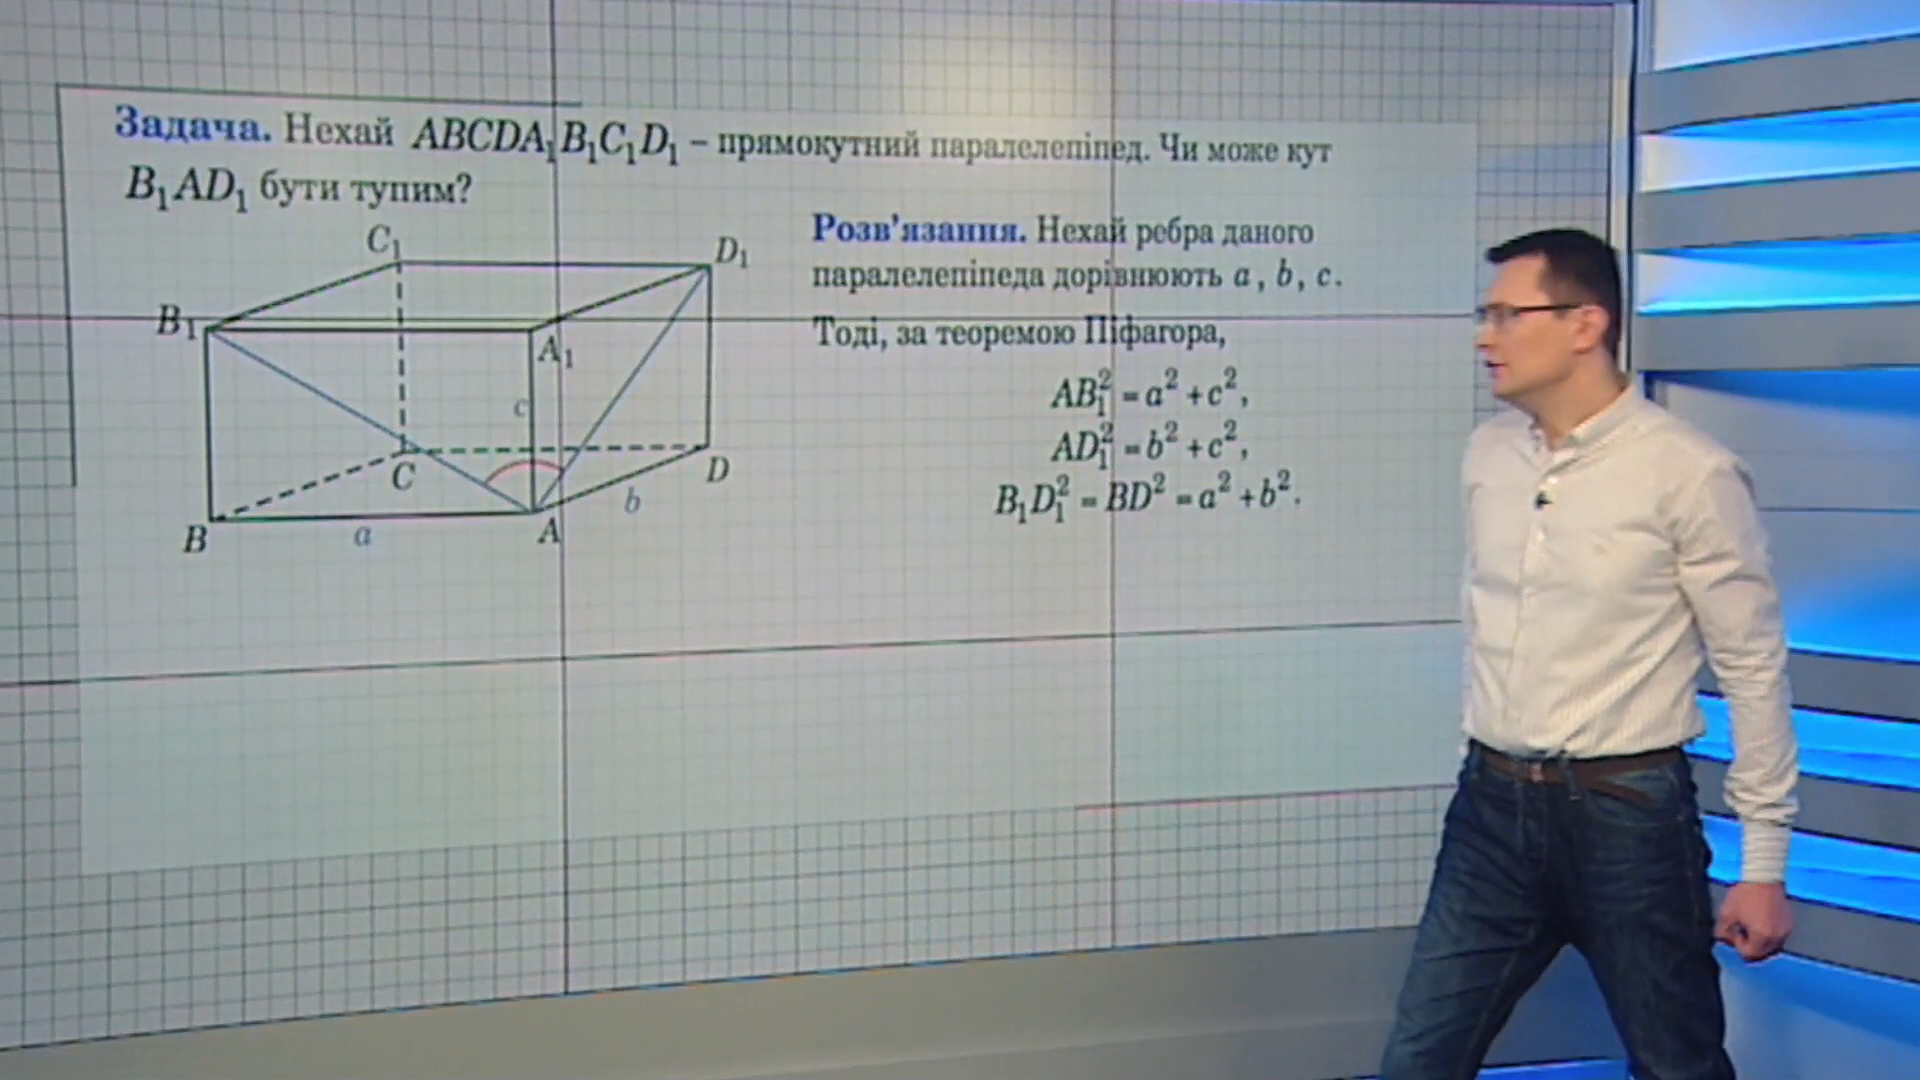 Задача. Нехай ABCDA₁B₁C₁D₁ – прямокутний паралелепіпед. Чи може кут
B₁AD₁ бути тупим?
Розв'язання. Нехай ребра даного
паралелепіпеда дорівнюють a, b, c.
Тоді, за теоремою Піфагора,
AB₁² = a² + c²,
AD₁² = b² + c²,
B₁D₁² = BD² = a² + b².
C₁
D₁
B₁
A₁
c
C
D
b
B
a
A